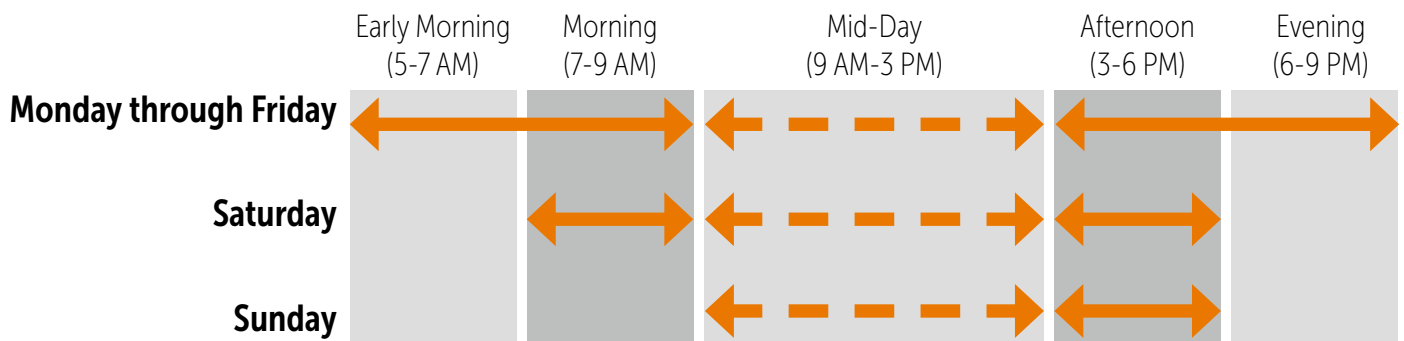 Early Morning
(5-7 AM)
Morning
(7-9 AM)
Mid-Day
(9 AM-3 PM)
Afternoon
(3-6 PM)
Evening
(6-9 PM)
Monday through Friday
Saturday
Sunday